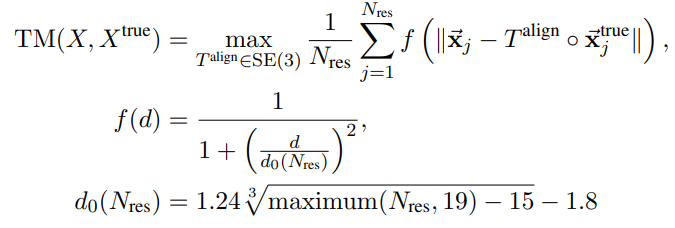 TM(X, X^true) = max_{T^align ∈ SE(3)} 1/N_res ∑_{j=1}^{N_res} f(‖x⃗_j − T^align ∘ x⃗_j^true‖),
f(d) = 1/(1 + (d/d_0(N_res))^2),
d_0(N_res) = 1.24 ∛(maximum(N_res, 19) − 15) − 1.8